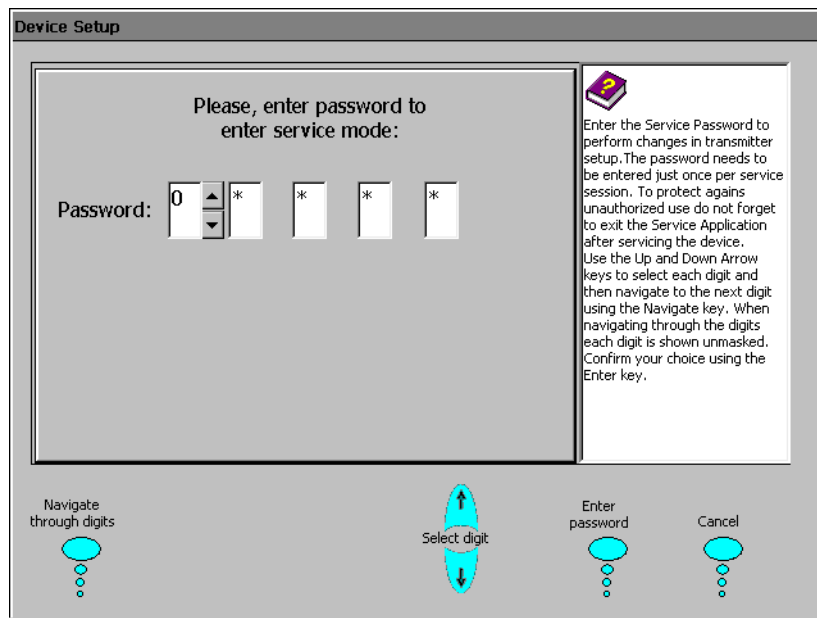 Device Setup
Please, enter password to
enter service mode:
Password: 0 * * * *
Enter the Service Password to
perform changes in transmitter
setup.The password needs to
be entered just once per service
session. To protect agains
unauthorized use do not forget
to exit the Service Application
after servicing the device.
Use the Up and Down Arrow
keys to select each digit and
then navigate to the next digit
using the Navigate key. When
navigating through the digits
each digit is shown unmasked.
Confirm your choice using the
Enter key.
Navigate
through digits
Select digit
Enter
password
Cancel